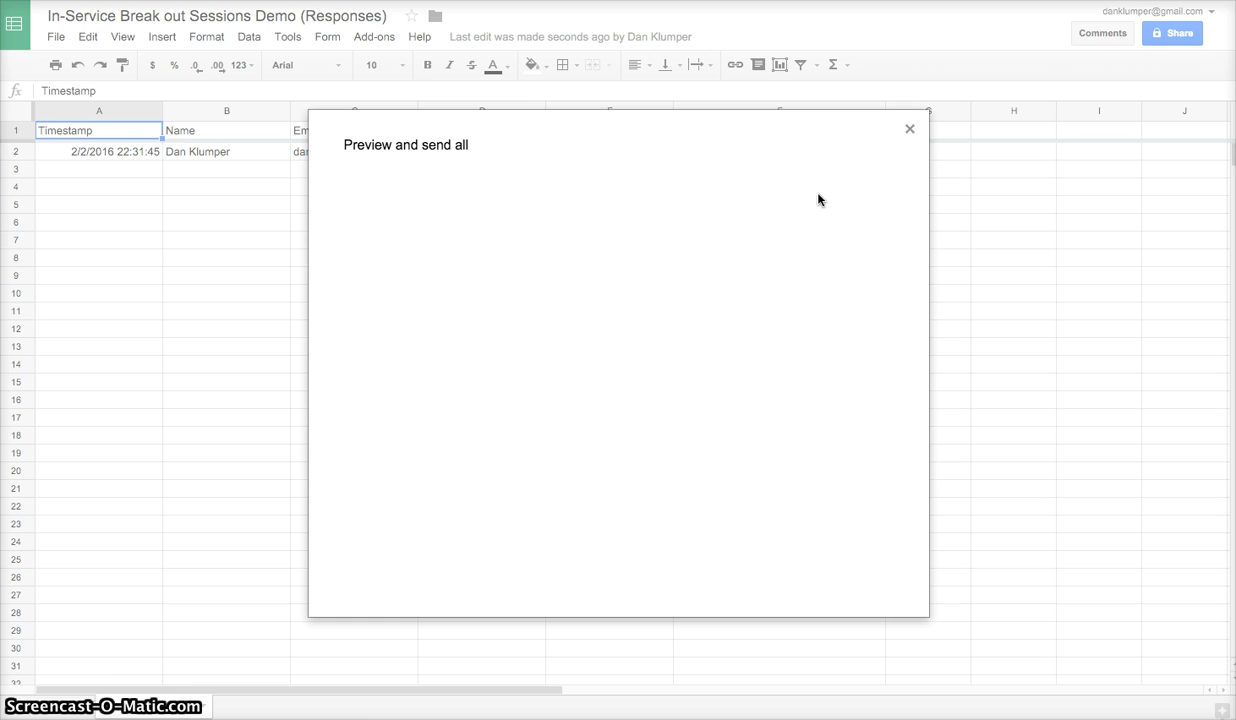 In-Service Break out Sessions Demo (Responses)
danklumper@gmail.com
File Edit View Insert Format Data Tools Form Add-ons Help Last edit was made seconds ago by Dan Klumper
Comments Share
$ % .0 .00 123 Arial 10 B I S A Σ
fx Timestamp
A B G H I J
1 Timestamp Name Em
2 2/2/2016 22:31:45 Dan Klumper dan
Preview and send all
3
4
5
6
7
8
9
10
11
12
13
14
15
16
17
18
19
20
21
22
23
24
25
26
27
28
29
30
31
32
Screencast-O-Matic.com